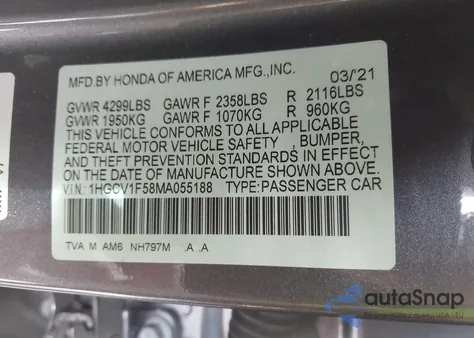 MFD.BY HONDA OF AMERICA MFG.,INC. 03/'21
GVWR 4299LBS GAWR F 2358LBS R 2116LBS
GVWR 1950KG GAWR F 1070KG R 960KG
THIS VEHICLE CONFORMS TO ALL APPLICABLE
FEDERAL MOTOR VEHICLE SAFETY, BUMPER,
AND THEFT PREVENTION STANDARDS IN EFFECT
ON THE DATE OF MANUFACTURE SHOWN ABOVE.
V.I.N.: 1HGCV1F58MA055188 TYPE:PASSENGER CAR
TVA M AM6 NH797M .A .A
autoSnap